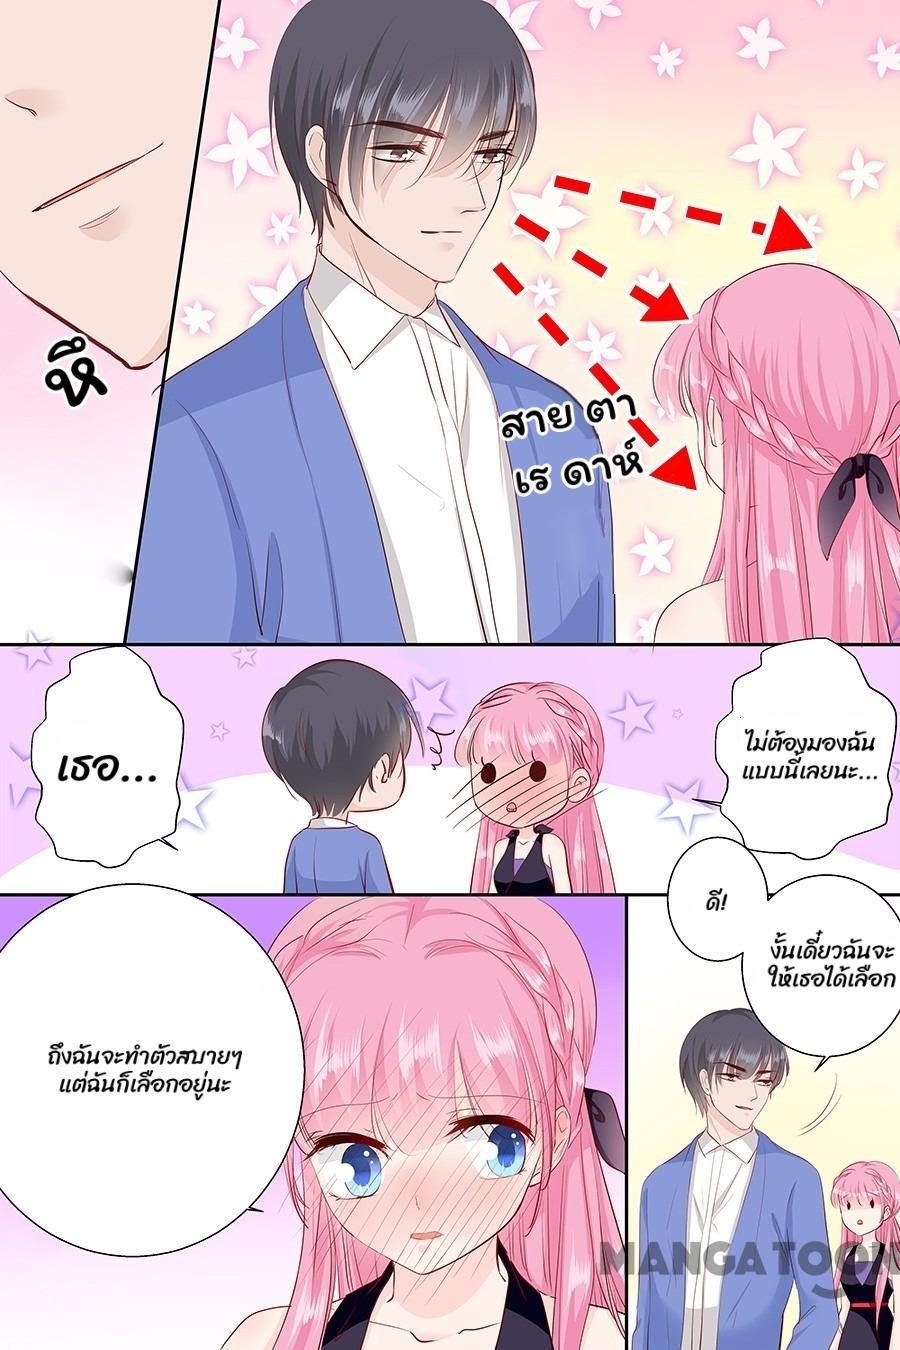 หึ
สาย ตา
เร ดาห์
เธอ...
ไม่ต้องมองฉัน
แบบนี้เลยนะ...
ดี!
งั้นเดี๋ยวฉันจะ
ให้เธอได้เลือก
ถึงฉันจะทำตัวสบายๆ
แต่ฉันก็เลือกอยู่นะ
MANGATOON